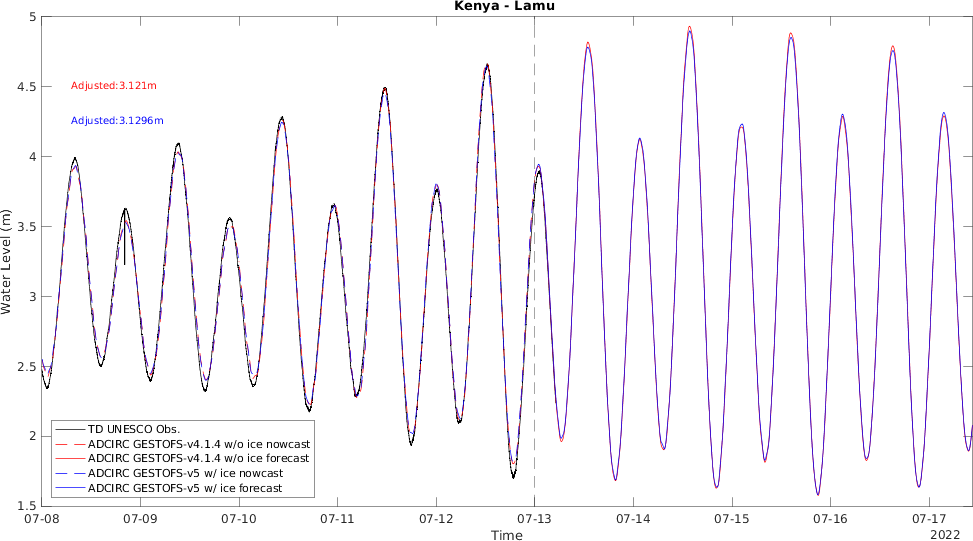 Kenya - Lamu
5
4.5
4
3.5
3
2.5
2
1.5
Water Level (m)
Adjusted:3.121m
Adjusted:3.1296m
TD UNESCO Obs.
ADCIRC GESTOFS-v4.1.4 w/o ice nowcast
ADCIRC GESTOFS-v4.1.4 w/o ice forecast
ADCIRC GESTOFS-v5 w/ ice nowcast
ADCIRC GESTOFS-v5 w/ ice forecast
07-08 07-09 07-10 07-11 07-12 07-13 07-14 07-15 07-16 07-17
Time
2022